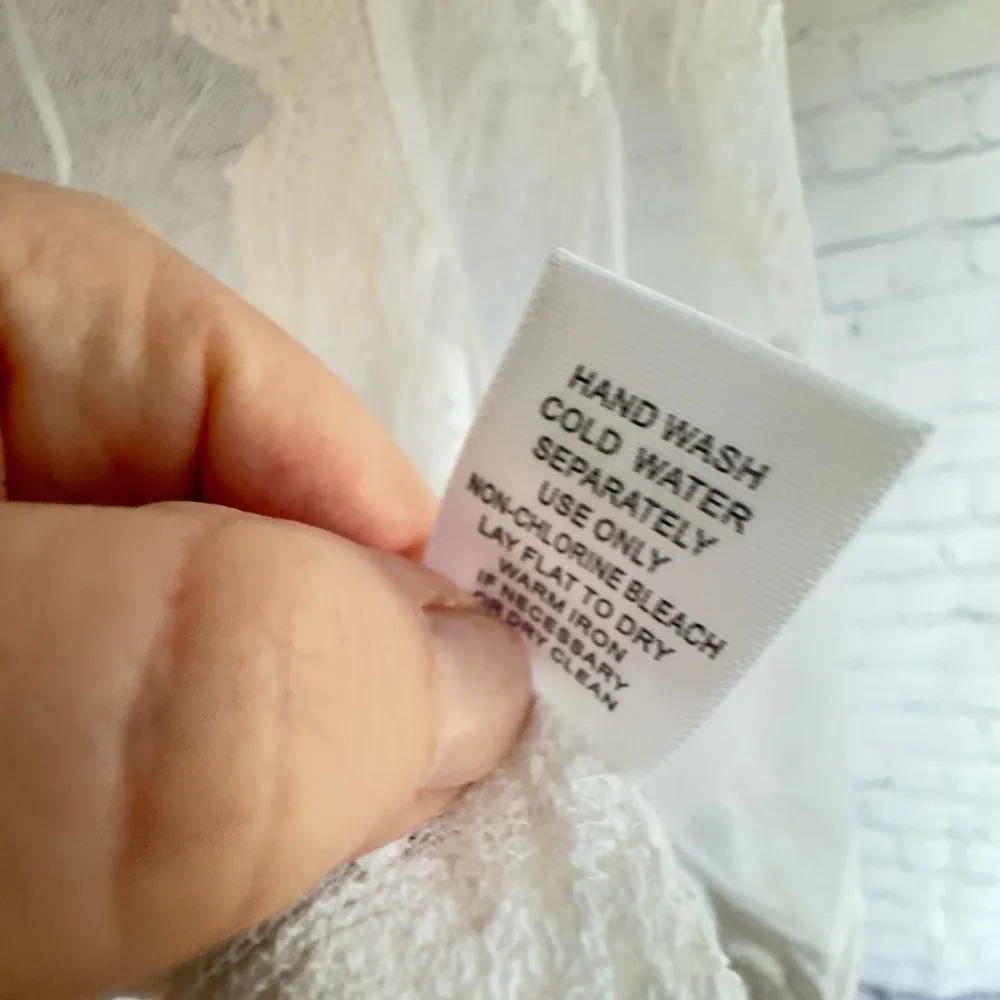 HAND WASH
COLD WATER
SEPARATELY
USE ONLY
NON-CHLORINE BLEACH
LAY FLAT TO DRY
WARM IRON
IF NECESSARY
OR DRY CLEAN